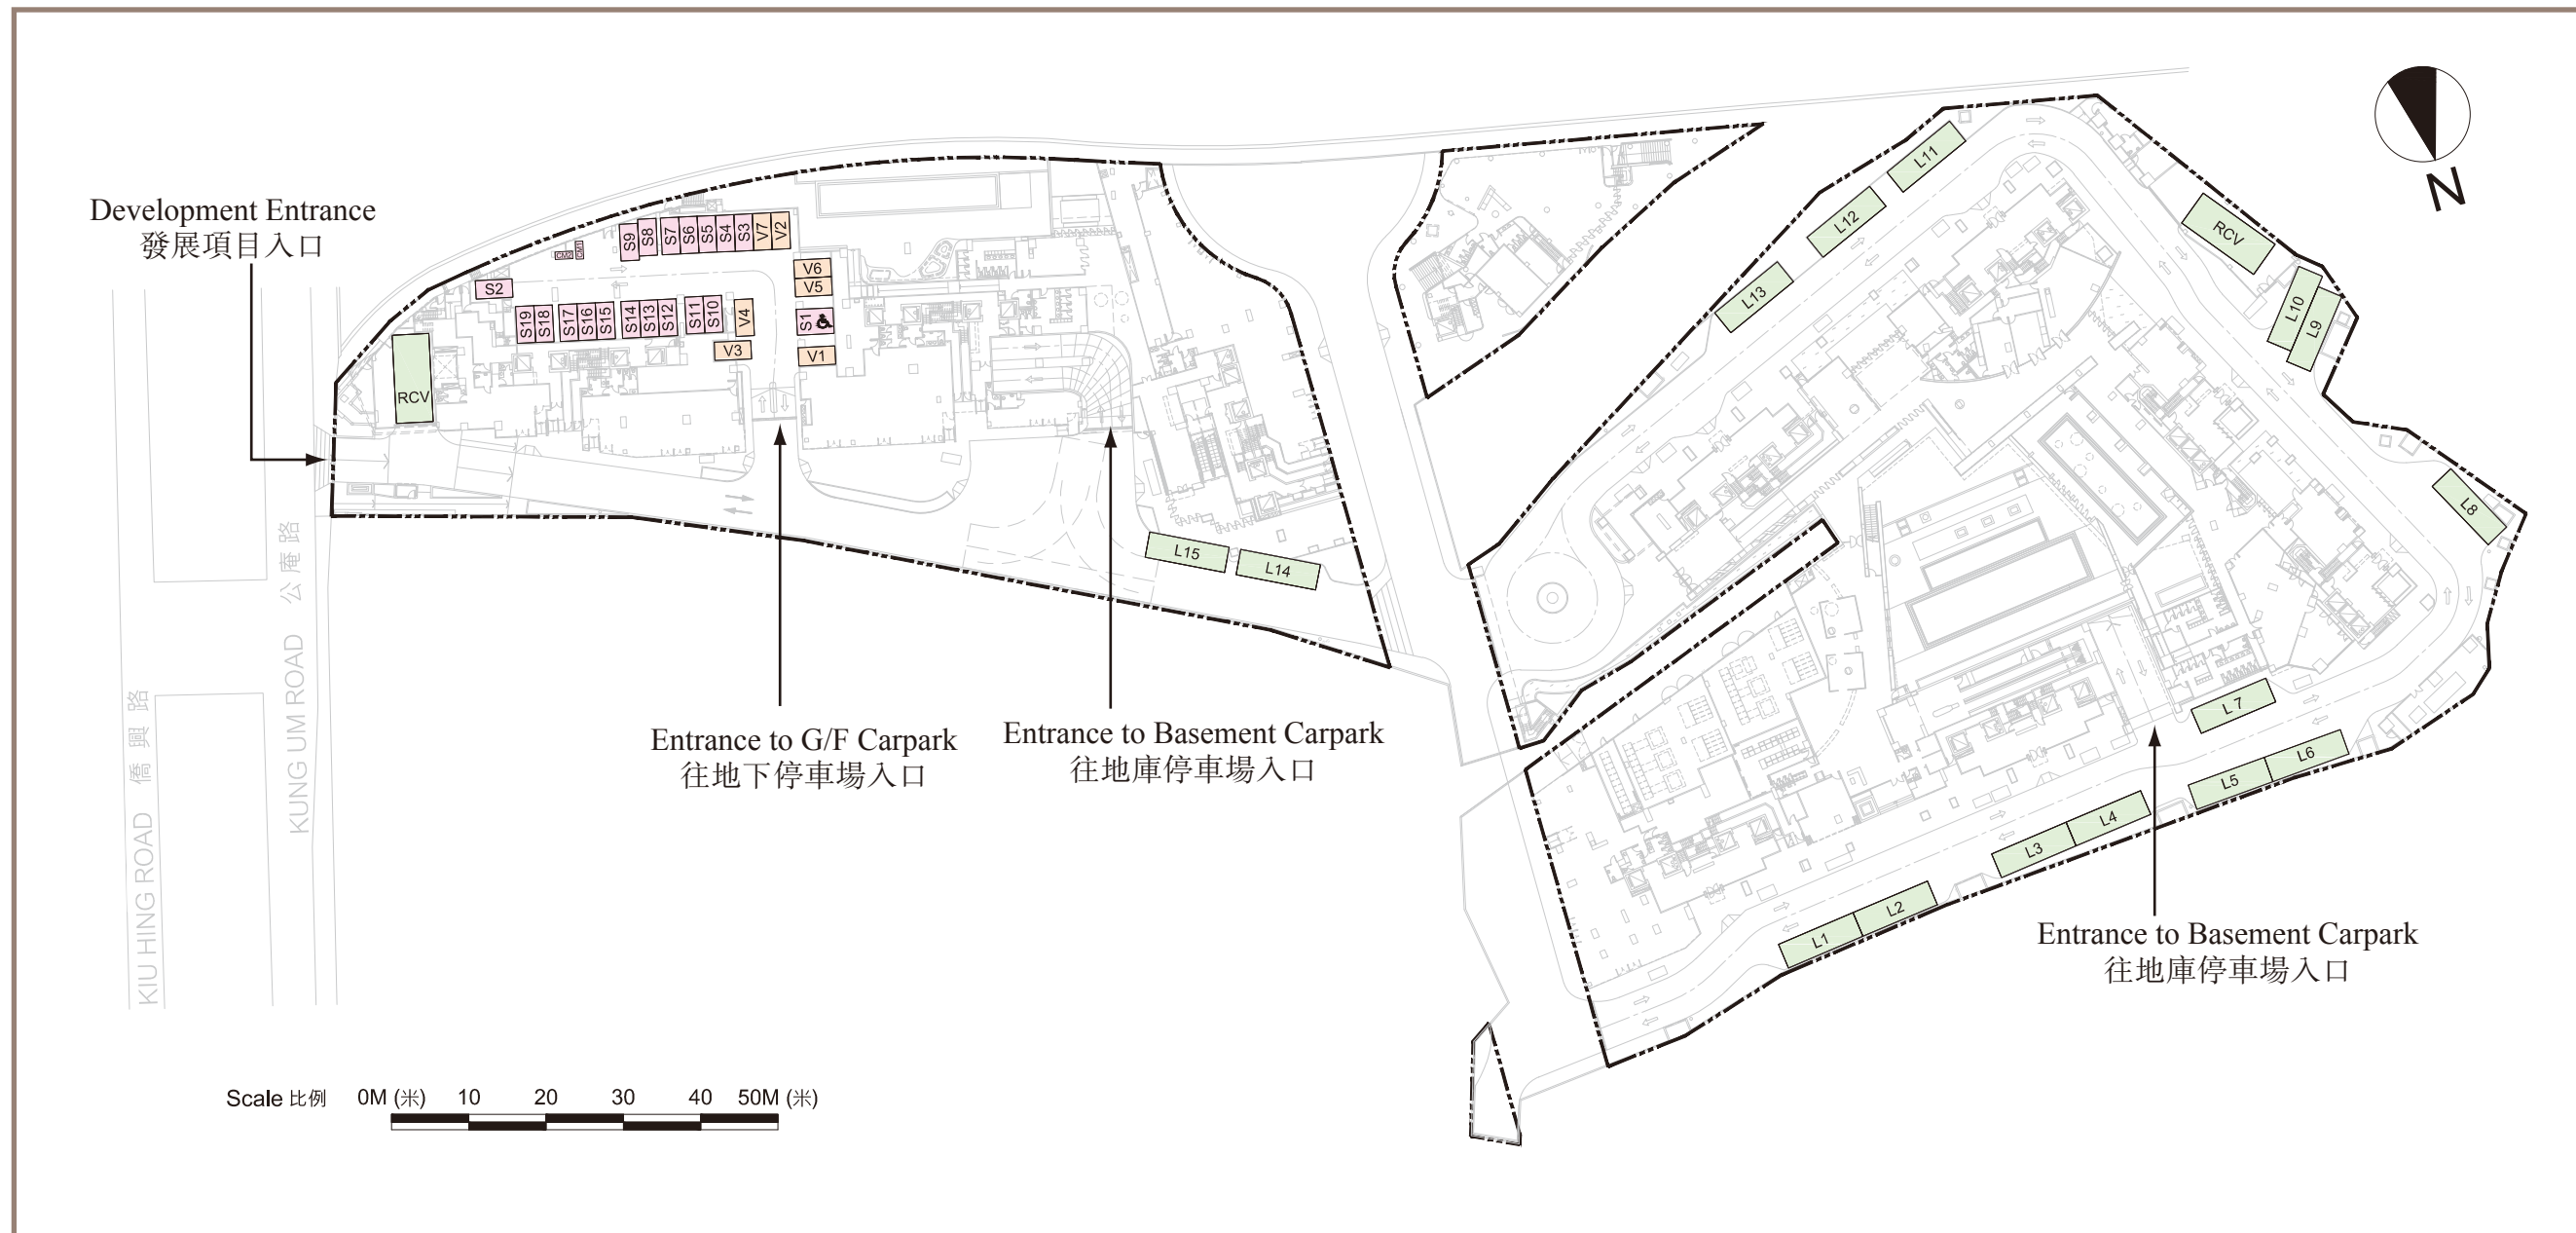 Development Entrance
發展項目入口
S9
S8
S7
S6
S5
S4
S3
V7
V2
CM2
CM1
V6
V5
S2
S19
S18
S17
S16
S15
S14
S13
S12
S11
S10
V4
S1
V3
V1
RCV
L11
L12
L13
RCV
L10
L9
L8
N
L15
L14
L7
L6
L5
L4
L3
L2
L1
Entrance to G/F Carpark
往地下停車場入口
Entrance to Basement Carpark
往地庫停車場入口
Entrance to Basement Carpark
往地庫停車場入口
KUNG UM ROAD 公庵路
KIU HING ROAD 僑興路
Scale 比例 0M (米) 10 20 30 40 50M (米)